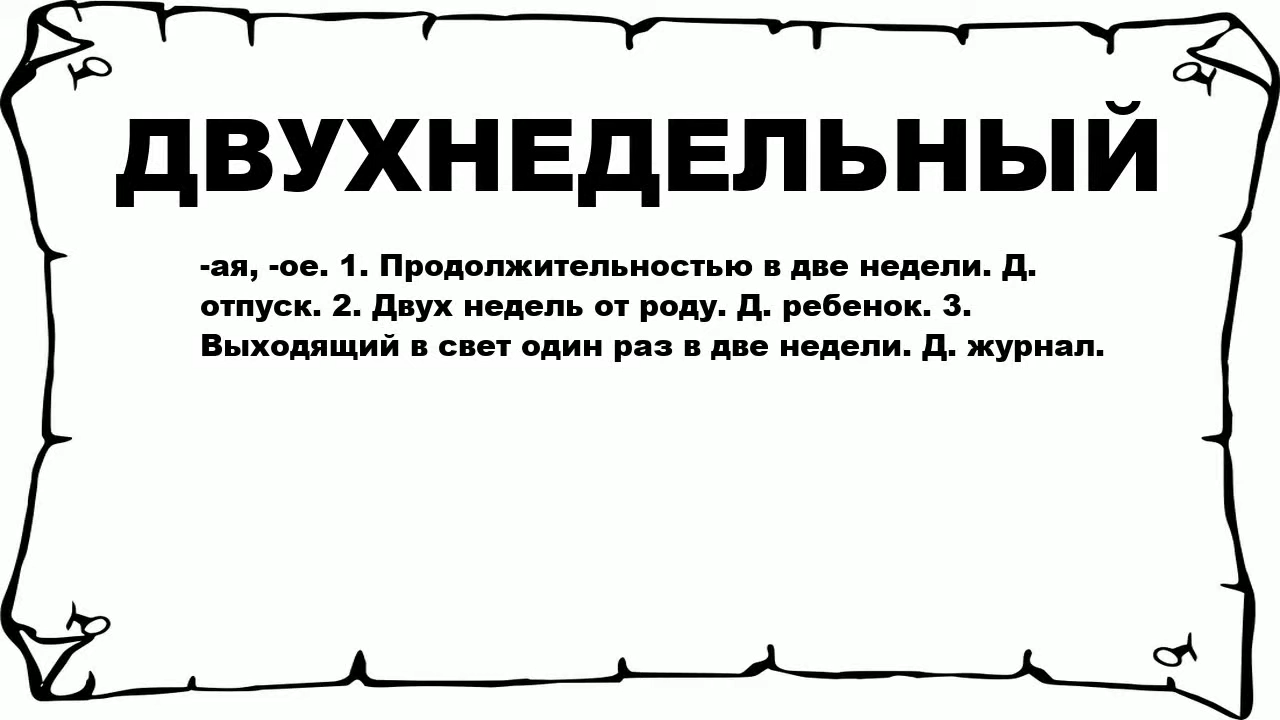 ДВУХНЕДЕЛЬНЫЙ
-ая, -ое. 1. Продолжительностью в две недели. Д.
отпуск. 2. Двух недель от роду. Д. ребенок. 3.
Выходящий в свет один раз в две недели. Д. журнал.